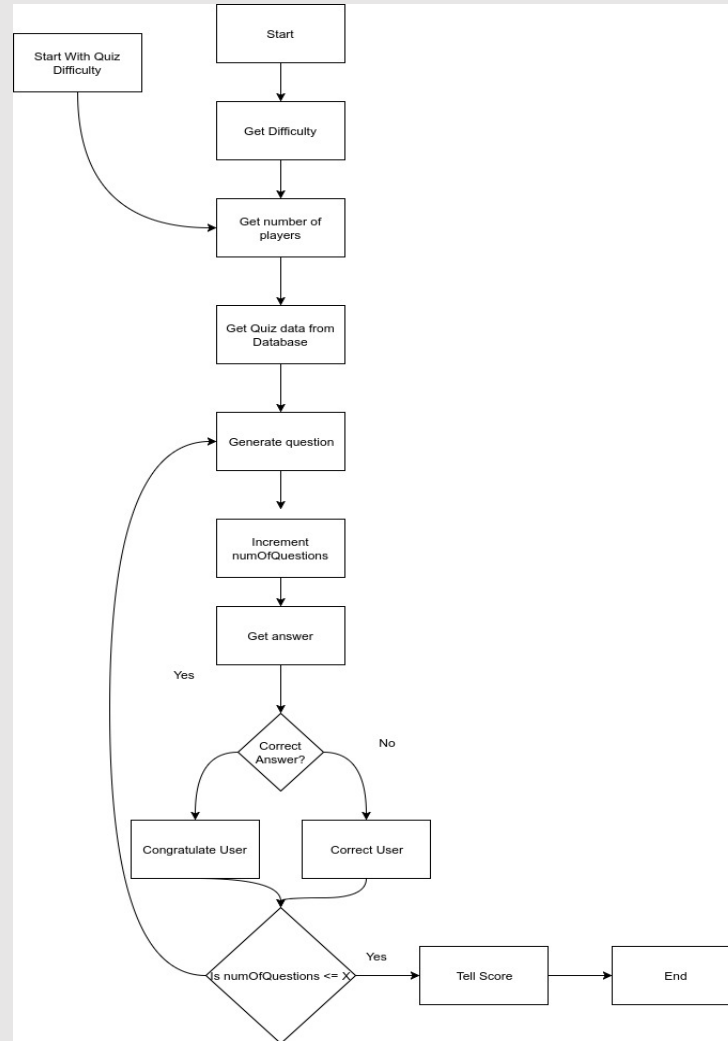 Start
Start With Quiz
Difficulty
Get Difficulty
Get number of
players
Get Quiz data from
Database
Generate question
Increment
numOfQuestions
Get answer
Yes
Correct
Answer?
No
Congratulate User
Correct User
Is numOfQuestions <= X
Yes
Tell Score
End